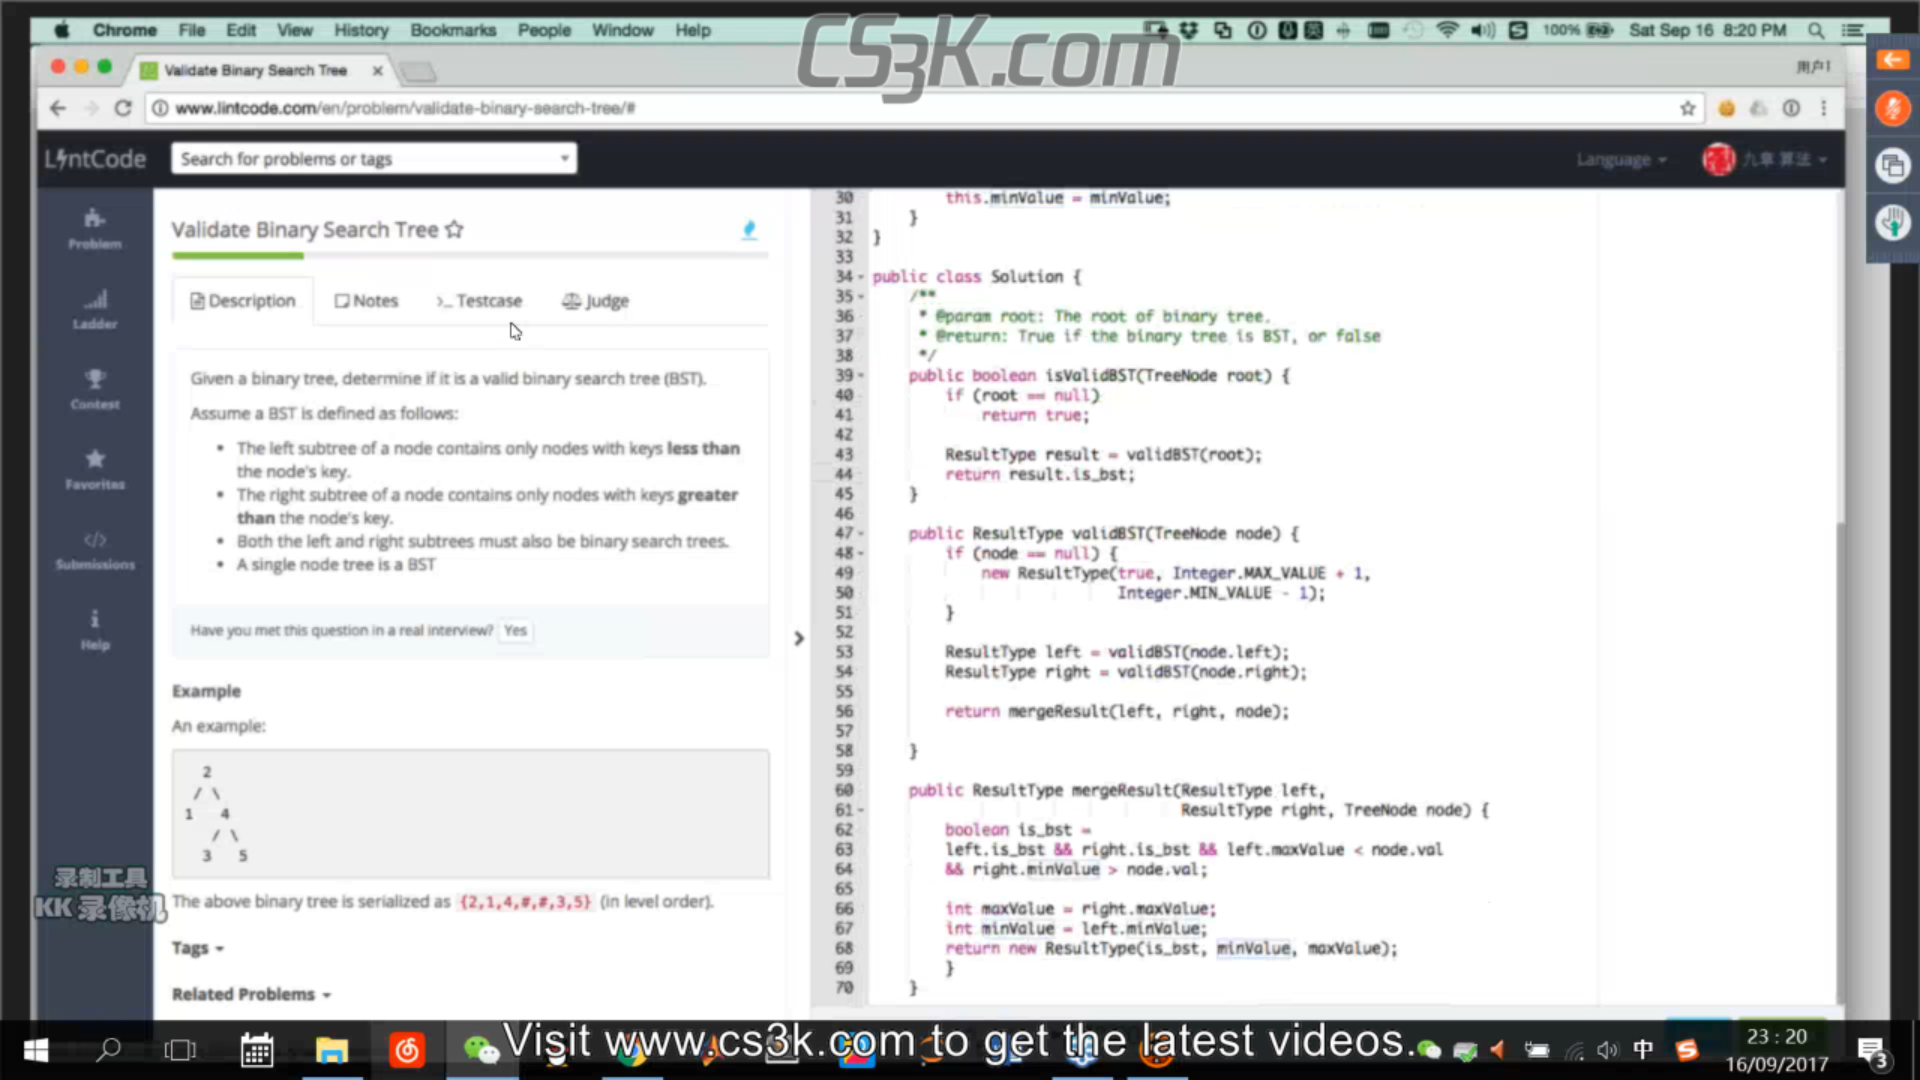 CS3K.com
Chrome File Edit View History Bookmarks People Window Help 100% Sat Sep 16 8:20 PM
Validate Binary Search Tree
用户1
www.lintcode.com/en/problem/validate-binary-search-tree/#
LintCode
Search for problems or tags
Language
九章算法
Problem
Ladder
Contest
Favorites
Submissions
Help
Validate Binary Search Tree
Description Notes >_ Testcase Judge
Given a binary tree, determine if it is a valid binary search tree (BST).
Assume a BST is defined as follows:
• The left subtree of a node contains only nodes with keys less than
the node's key.
• The right subtree of a node contains only nodes with keys greater
than the node's key.
• Both the left and right subtrees must also be binary search trees.
• A single node tree is a BST
Have you met this question in a real interview? Yes
Example
An example:
2
/ \
1 4
/ \
3 5
The above binary tree is serialized as {2,1,4,#,#,3,5} (in level order).
Tags
Related Problems
30 this.minValue = minValue;
31 }
32 }
33
34 public class Solution {
35 /**
36 * @param root: The root of binary tree.
37 * @return: True if the binary tree is BST, or false
38 */
39 public boolean isValidBST(TreeNode root) {
40 if (root == null)
41 return true;
42
43 ResultType result = validBST(root);
44 return result.is_bst;
45 }
46
47 public ResultType validBST(TreeNode node) {
48 if (node == null) {
49 new ResultType(true, Integer.MAX_VALUE + 1,
50 Integer.MIN_VALUE - 1);
51 }
52
53 ResultType left = validBST(node.left);
54 ResultType right = validBST(node.right);
55
56 return mergeResult(left, right, node);
57
58 }
59
60 public ResultType mergeResult(ResultType left,
61 ResultType right, TreeNode node) {
62 boolean is_bst =
63 left.is_bst && right.is_bst && left.maxValue < node.val
64 && right.minValue > node.val;
65
66 int maxValue = right.maxValue;
67 int minValue = left.minValue;
68 return new ResultType(is_bst, minValue, maxValue);
69 }
70 }
录制工具
KK 录像机
Visit www.cs3k.com to get the latest videos.
中
23:20
16/09/2017
3